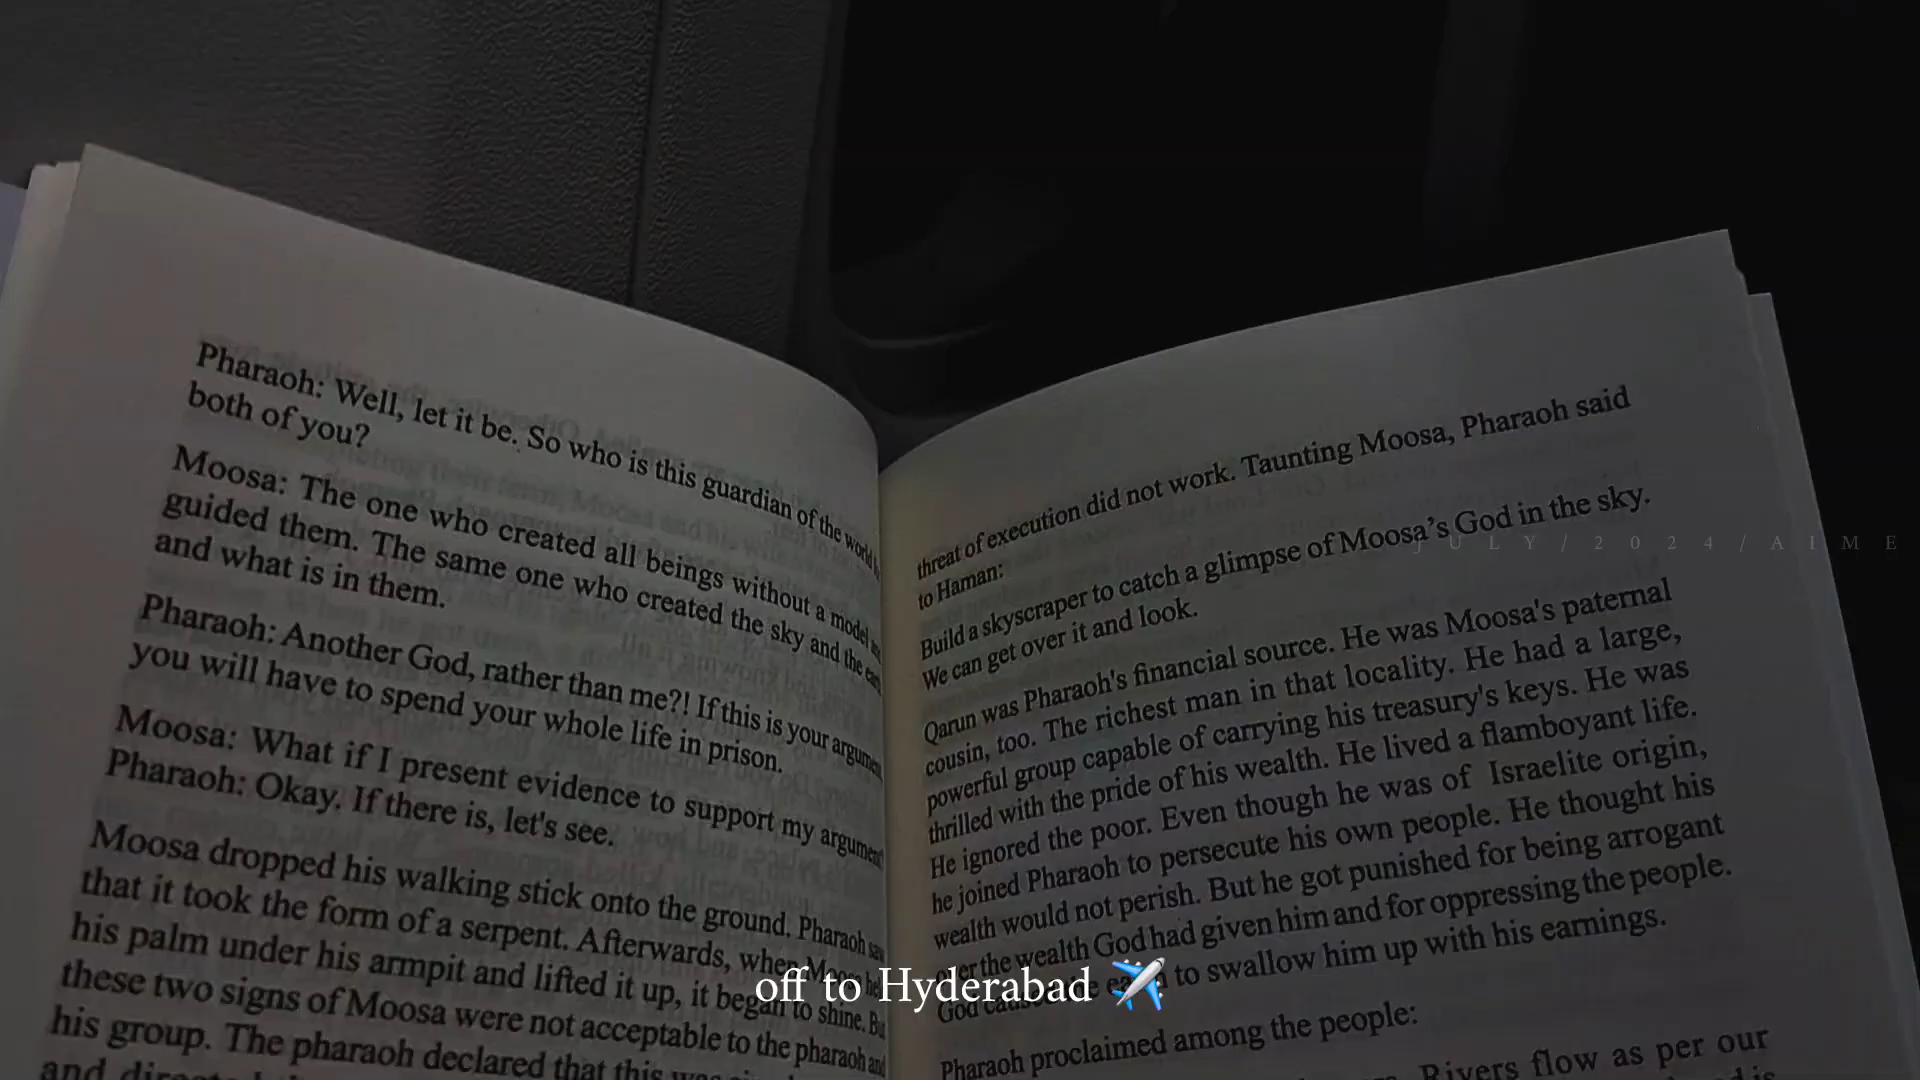 Pharaoh: Well, let it be. So who is this guardian of the world
both of you?
Moosa: The one who created all beings without a model
guided them. The same one who created the sky and the
and what is in them.
Pharaoh: Another God, rather than me?! If this is your argument,
you will have to spend your whole life in prison.
Moosa: What if I present evidence to support my argument
Pharaoh: Okay. If there is, let's see.
Moosa dropped his walking stick onto the ground. Pharaoh saw
that it took the form of a serpent. Afterwards, when Moosa
his palm under his armpit and lifted it up, it began to shine. But
these two signs of Moosa were not acceptable to the pharaoh and
his group. The pharaoh declared that this was
and
threat of execution did not work. Taunting Moosa, Pharaoh said
to Haman:
Build a skyscraper to catch a glimpse of Moosa's God in the sky.
We can get over it and look.
Qarun was Pharaoh's financial source. He was Moosa's paternal
cousin, too. The richest man in that locality. He had a large,
powerful group capable of carrying his treasury's keys. He was
thrilled with the pride of his wealth. He lived a flamboyant life.
He ignored the poor. Even though he was of Israelite origin,
he joined Pharaoh to persecute his own people. He thought his
wealth would not perish. But he got punished for being arrogant
over the wealth God had given him and for oppressing the people.
God caused the earth to swallow him up with his earnings.
Pharaoh proclaimed among the people:
Rivers flow as per our
JULY/2024/AIME
off to Hyderabad ✈️